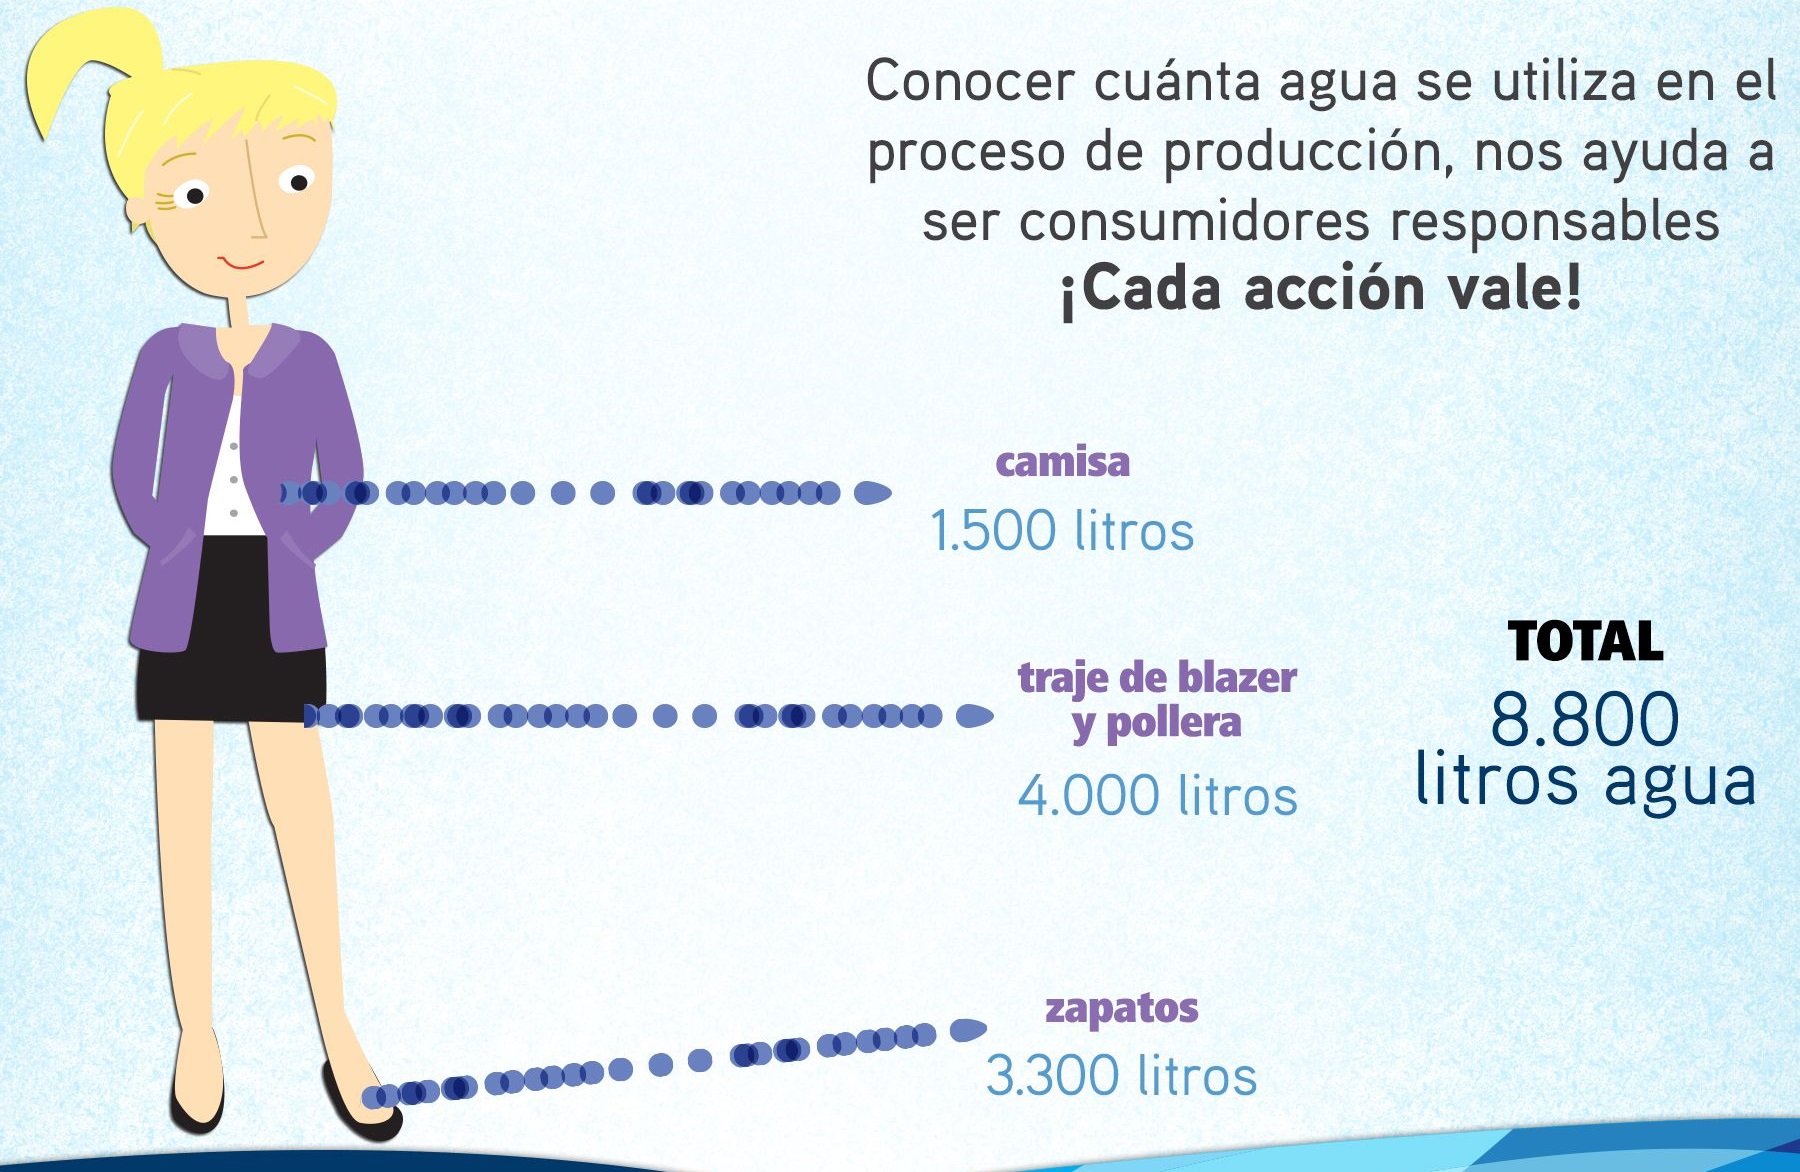 Conocer cuánta agua se utiliza en el
proceso de producción, nos ayuda a
ser consumidores responsables
¡Cada acción vale!
camisa
1.500 litros
traje de blazer
y pollera
4.000 litros
TOTAL
8.800
litros agua
zapatos
3.300 litros